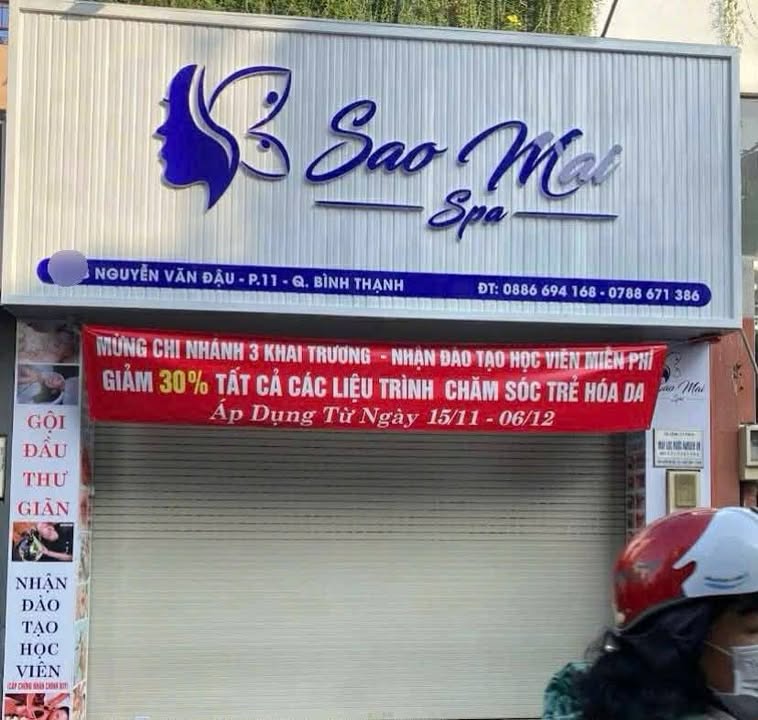 Sao Mai
Spa
NGUYỄN VĂN ĐẬU - P.11 - Q. BÌNH THẠNH
ĐT: 0886 694 168 - 0788 671 386
MỪNG CHI NHÁNH 3 KHAI TRƯƠNG - NHẬN ĐÀO TẠO HỌC VIÊN MIỄN PHÍ
GIẢM 30% TẤT CẢ CÁC LIỆU TRÌNH CHĂM SÓC TRẺ HÓA DA
Áp Dụng Từ Ngày 15/11 - 06/12
GỘI
ĐẦU
THƯ
GIÃN
NHẬN
ĐÀO
TẠO
HỌC
VIÊN
Sao Mai
Spa